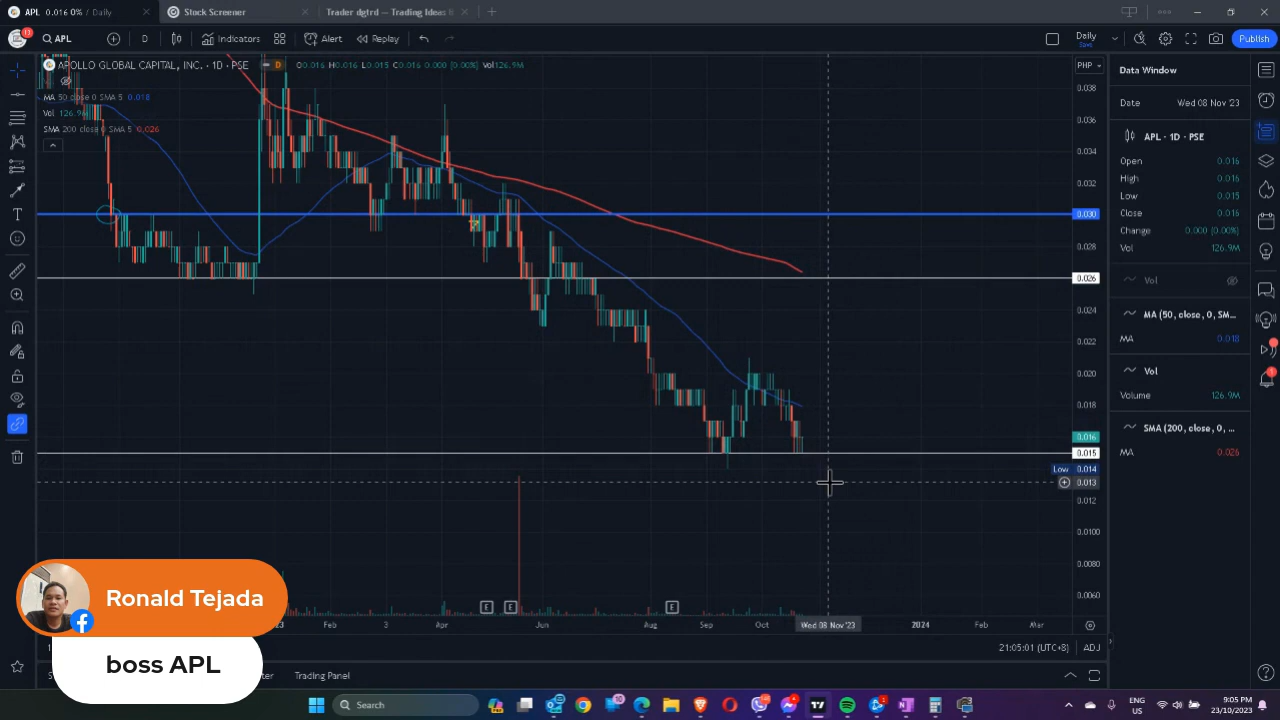 APL 0.016 0% / Daily
Stock Screener
Trader dgtrd — Trading Ideas &
APL
D
Indicators
Alert
Replay
Daily
Save
Publish
APOLLO GLOBAL CAPITAL, INC. · 1D · PSE
D
O0.016 H0.016 L0.015 C0.016 0.000 (0.00%) Vol126.9M
MA 50 close 0 SMA 5 0.018
Vol 126.9M
SMA 200 close 0 SMA 5 0.026
PHP
0.038
0.036
0.034
0.032
0.030
0.028
0.026
0.024
0.022
0.020
0.018
0.016
0.015
Low 0.014
0.013
0.012
0.0100
0.0080
0.0060
Data Window
Date Wed 08 Nov '23
APL · 1D · PSE
Open 0.016
High 0.016
Low 0.015
Close 0.016
Change 0.000 (0.00%)
Vol 126.9M
Vol
MA (50, close, 0, SM...
MA 0.018
Vol
Volume 126.9M
SMA (200, close, 0, ...
MA 0.026
E
E
E
Feb
3
Apr
Jun
Aug
Sep
Oct
Wed 08 Nov '23
2024
Feb
Mar
21:05:01 (UTC+8)
ADJ
Trading Panel
Ronald Tejada
boss APL
Search
ENG
US
9:05 PM
23/10/2023